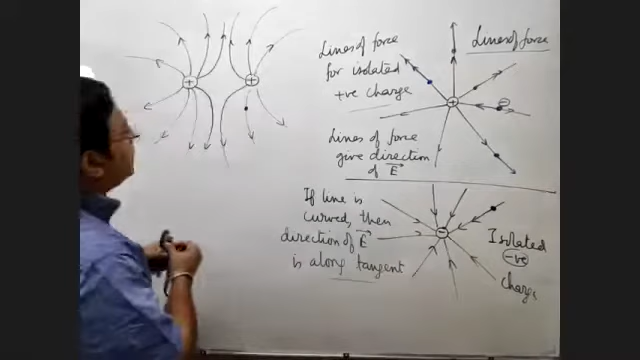 Lines of force
for isolated
+ve charge
Lines of force
give direction
of E
Lines of force
+
+
+
−
If line is
curved, then
direction of E
is along tangent
−
Isolated
-ve
charge